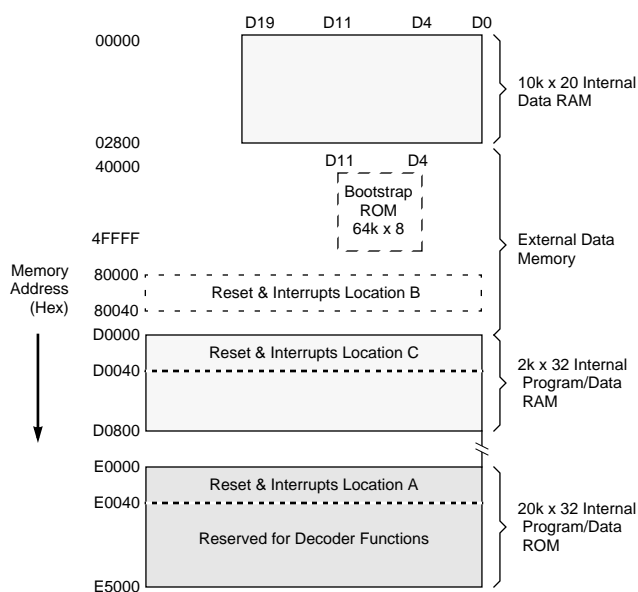 D19 D11 D4 D0
00000
10k x 20 Internal
Data RAM
02800
40000
D11 D4
Bootstrap
ROM
64k x 8
4FFFF
External Data
Memory
Memory
Address
(Hex)
80000
Reset & Interrupts Location B
80040
D0000
Reset & Interrupts Location C
D0040
2k x 32 Internal
Program/Data
RAM
D0800
E0000
Reset & Interrupts Location A
E0040
20k x 32 Internal
Program/Data
ROM
Reserved for Decoder Functions
E5000